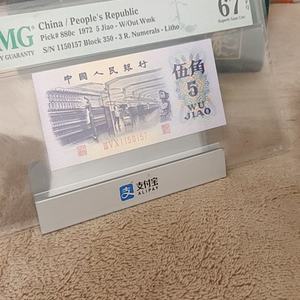 MG
China / People's Republic
Pick# 880c 1972 5 Jiao - W/Out Wmk
S/N 1150157 Block 350 - 3 R. Numerals - Litho
67
GUARANTY
中国人民银行
伍角
5
WU
JIAO
1150157
支付宝
ALIPAY